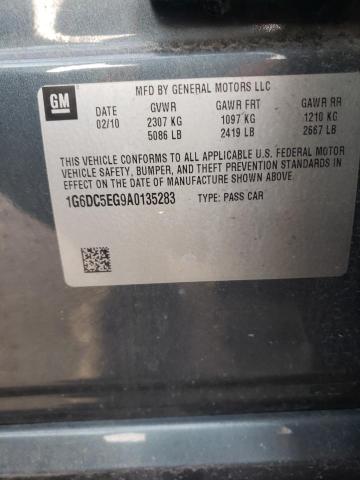 GM
MFD BY GENERAL MOTORS LLC
DATE GVWR GAWR FRT GAWR RR
02/10 2307 KG 1097 KG 1210 KG
5086 LB 2419 LB 2667 LB
THIS VEHICLE CONFORMS TO ALL APPLICABLE U.S. FEDERAL MOTOR
VEHICLE SAFETY, BUMPER, AND THEFT PREVENTION STANDARDS IN
EFFECT ON THE DATE OF MANUFACTURE SHOWN ABOVE.
1G6DC5EG9A0135283 TYPE: PASS CAR